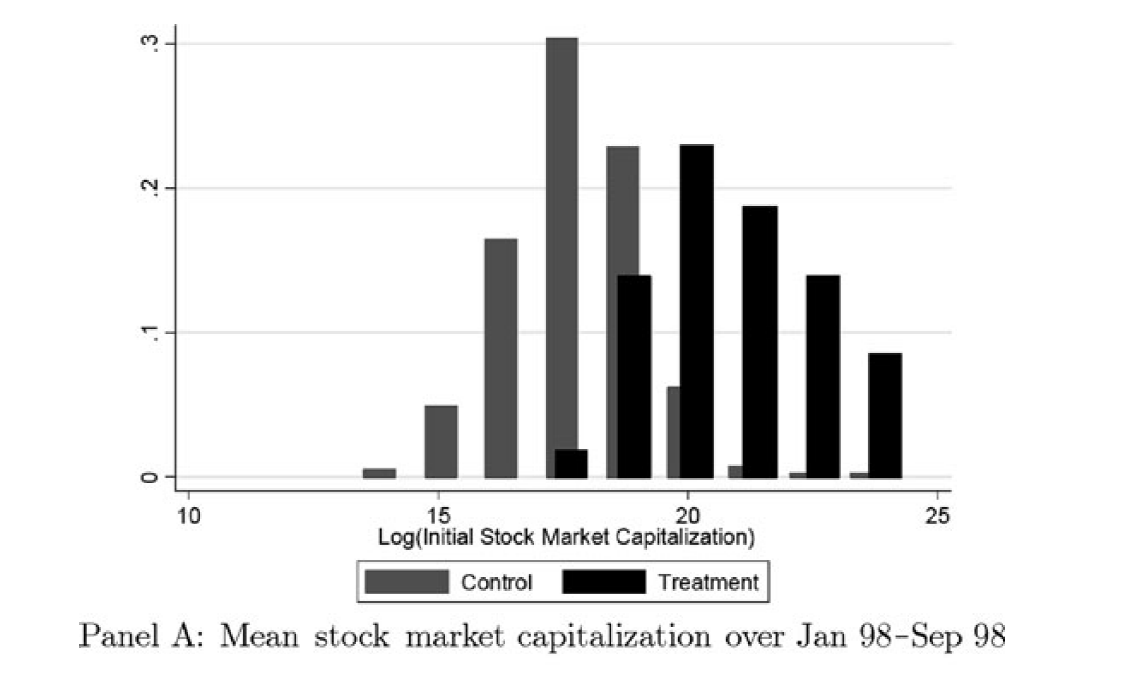 .3
.2
.1
0
10 15 20 25
Log(Initial Stock Market Capitalization)
Control Treatment
Panel A: Mean stock market capitalization over Jan 98–Sep 98